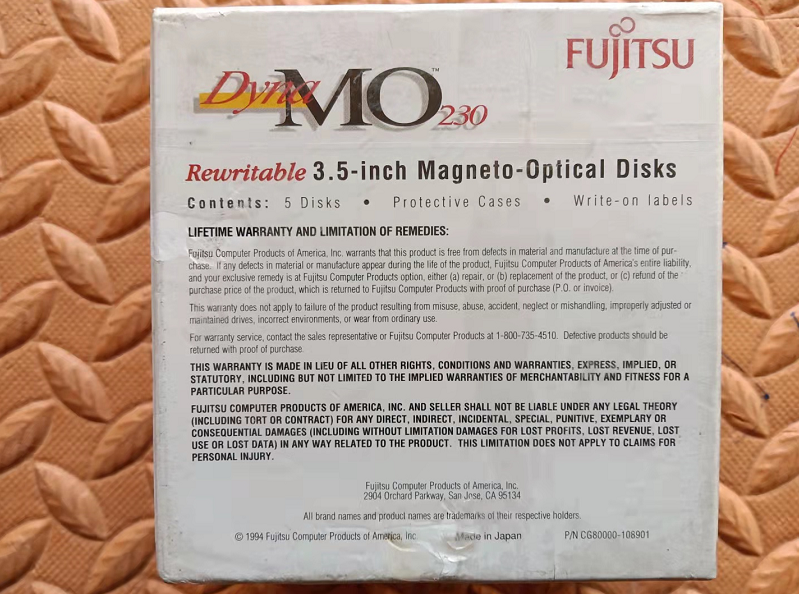 FUJITSU
DynaMO™ 230
Rewritable 3.5-inch Magneto-Optical Disks
Contents: 5 Disks • Protective Cases • Write-on labels
LIFETIME WARRANTY AND LIMITATION OF REMEDIES:
Fujitsu Computer Products of America, Inc. warrants that this product is free from defects in material and manufacture at the time of pur-
chase. If any defects in material or manufacture appear during the life of the product, Fujitsu Computer Products of America's entire liability,
and your exclusive remedy is at Fujitsu Computer Products option, either (a) repair, or (b) replacement of the product, or (c) refund of the
purchase price of the product, which is returned to Fujitsu Computer Products with proof of purchase (P.O. or invoice).
This warranty does not apply to failure of the product resulting from misuse, abuse, accident, neglect or mishandling, improperly adjusted or
maintained drives, incorrect environments, or wear from ordinary use.
For warranty service, contact the sales representative or Fujitsu Computer Products at 1-800-735-4510. Defective products should be
returned with proof of purchase.
THIS WARRANTY IS MADE IN LIEU OF ALL OTHER RIGHTS, CONDITIONS AND WARRANTIES, EXPRESS, IMPLIED, OR
STATUTORY, INCLUDING BUT NOT LIMITED TO THE IMPLIED WARRANTIES OF MERCHANTABILITY AND FITNESS FOR A
PARTICULAR PURPOSE.
FUJITSU COMPUTER PRODUCTS OF AMERICA, INC. AND SELLER SHALL NOT BE LIABLE UNDER ANY LEGAL THEORY
(INCLUDING TORT OR CONTRACT) FOR ANY DIRECT, INDIRECT, INCIDENTAL, SPECIAL, PUNITIVE, EXEMPLARY OR
CONSEQUENTIAL DAMAGES (INCLUDING WITHOUT LIMITATION DAMAGES FOR LOST PROFITS, LOST REVENUE, LOST
USE OR LOST DATA) IN ANY WAY RELATED TO THE PRODUCT. THIS LIMITATION DOES NOT APPLY TO CLAIMS FOR
PERSONAL INJURY.
Fujitsu Computer Products of America, Inc.
2904 Orchard Parkway, San Jose, CA 95134
All brand names and product names are trademarks of their respective holders.
© 1994 Fujitsu Computer Products of America, Inc. Made in Japan P/N CG80000-108901